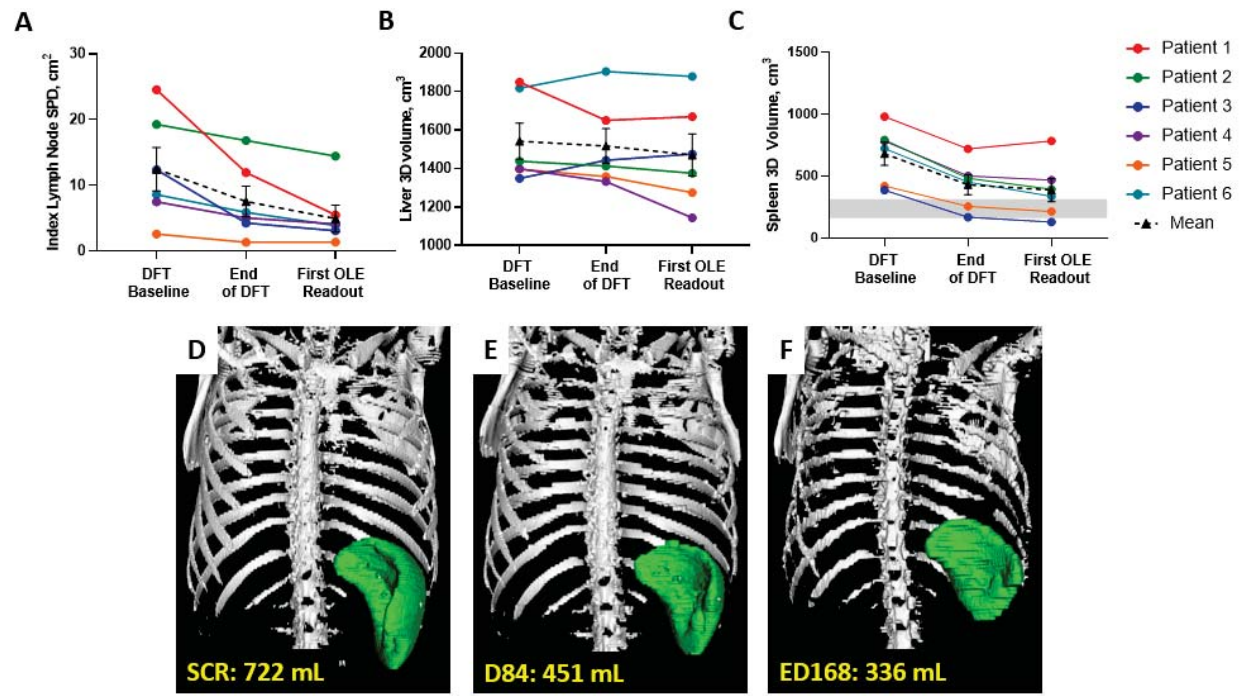 A
Index Lymph Node SPD, cm²
30
20
10
0
DFT
Baseline
End
of DFT
First OLE
Readout
B
Liver 3D volume, cm³
2000
1800
1600
1400
1200
1000
DFT
Baseline
End
of DFT
First OLE
Readout
C
Spleen 3D Volume, cm³
1500
1000
500
0
DFT
Baseline
End
of DFT
First OLE
Readout
Patient 1
Patient 2
Patient 3
Patient 4
Patient 5
Patient 6
Mean
D
SCR: 722 mL
E
D84: 451 mL
F
ED168: 336 mL